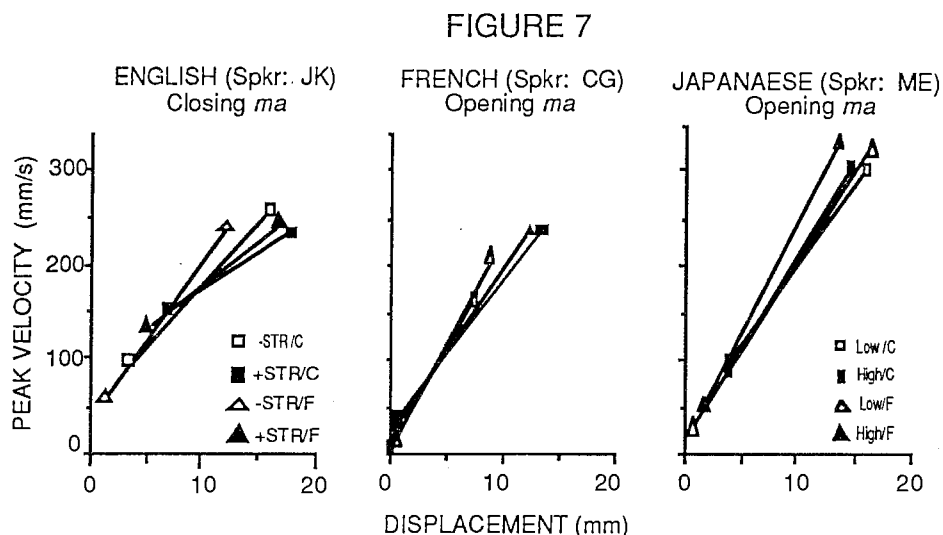 FIGURE 7
ENGLISH (Spkr: JK)
Closing ma
FRENCH (Spkr: CG)
Opening ma
JAPANAESE (Spkr: ME)
Opening ma
PEAK VELOCITY (mm/s)
300
200
100
0
-STR/C
+STR/C
-STR/F
+STR/F
Low/C
High/C
Low/F
High/F
0 10 20
0 10 20
0 10 20
DISPLACEMENT (mm)